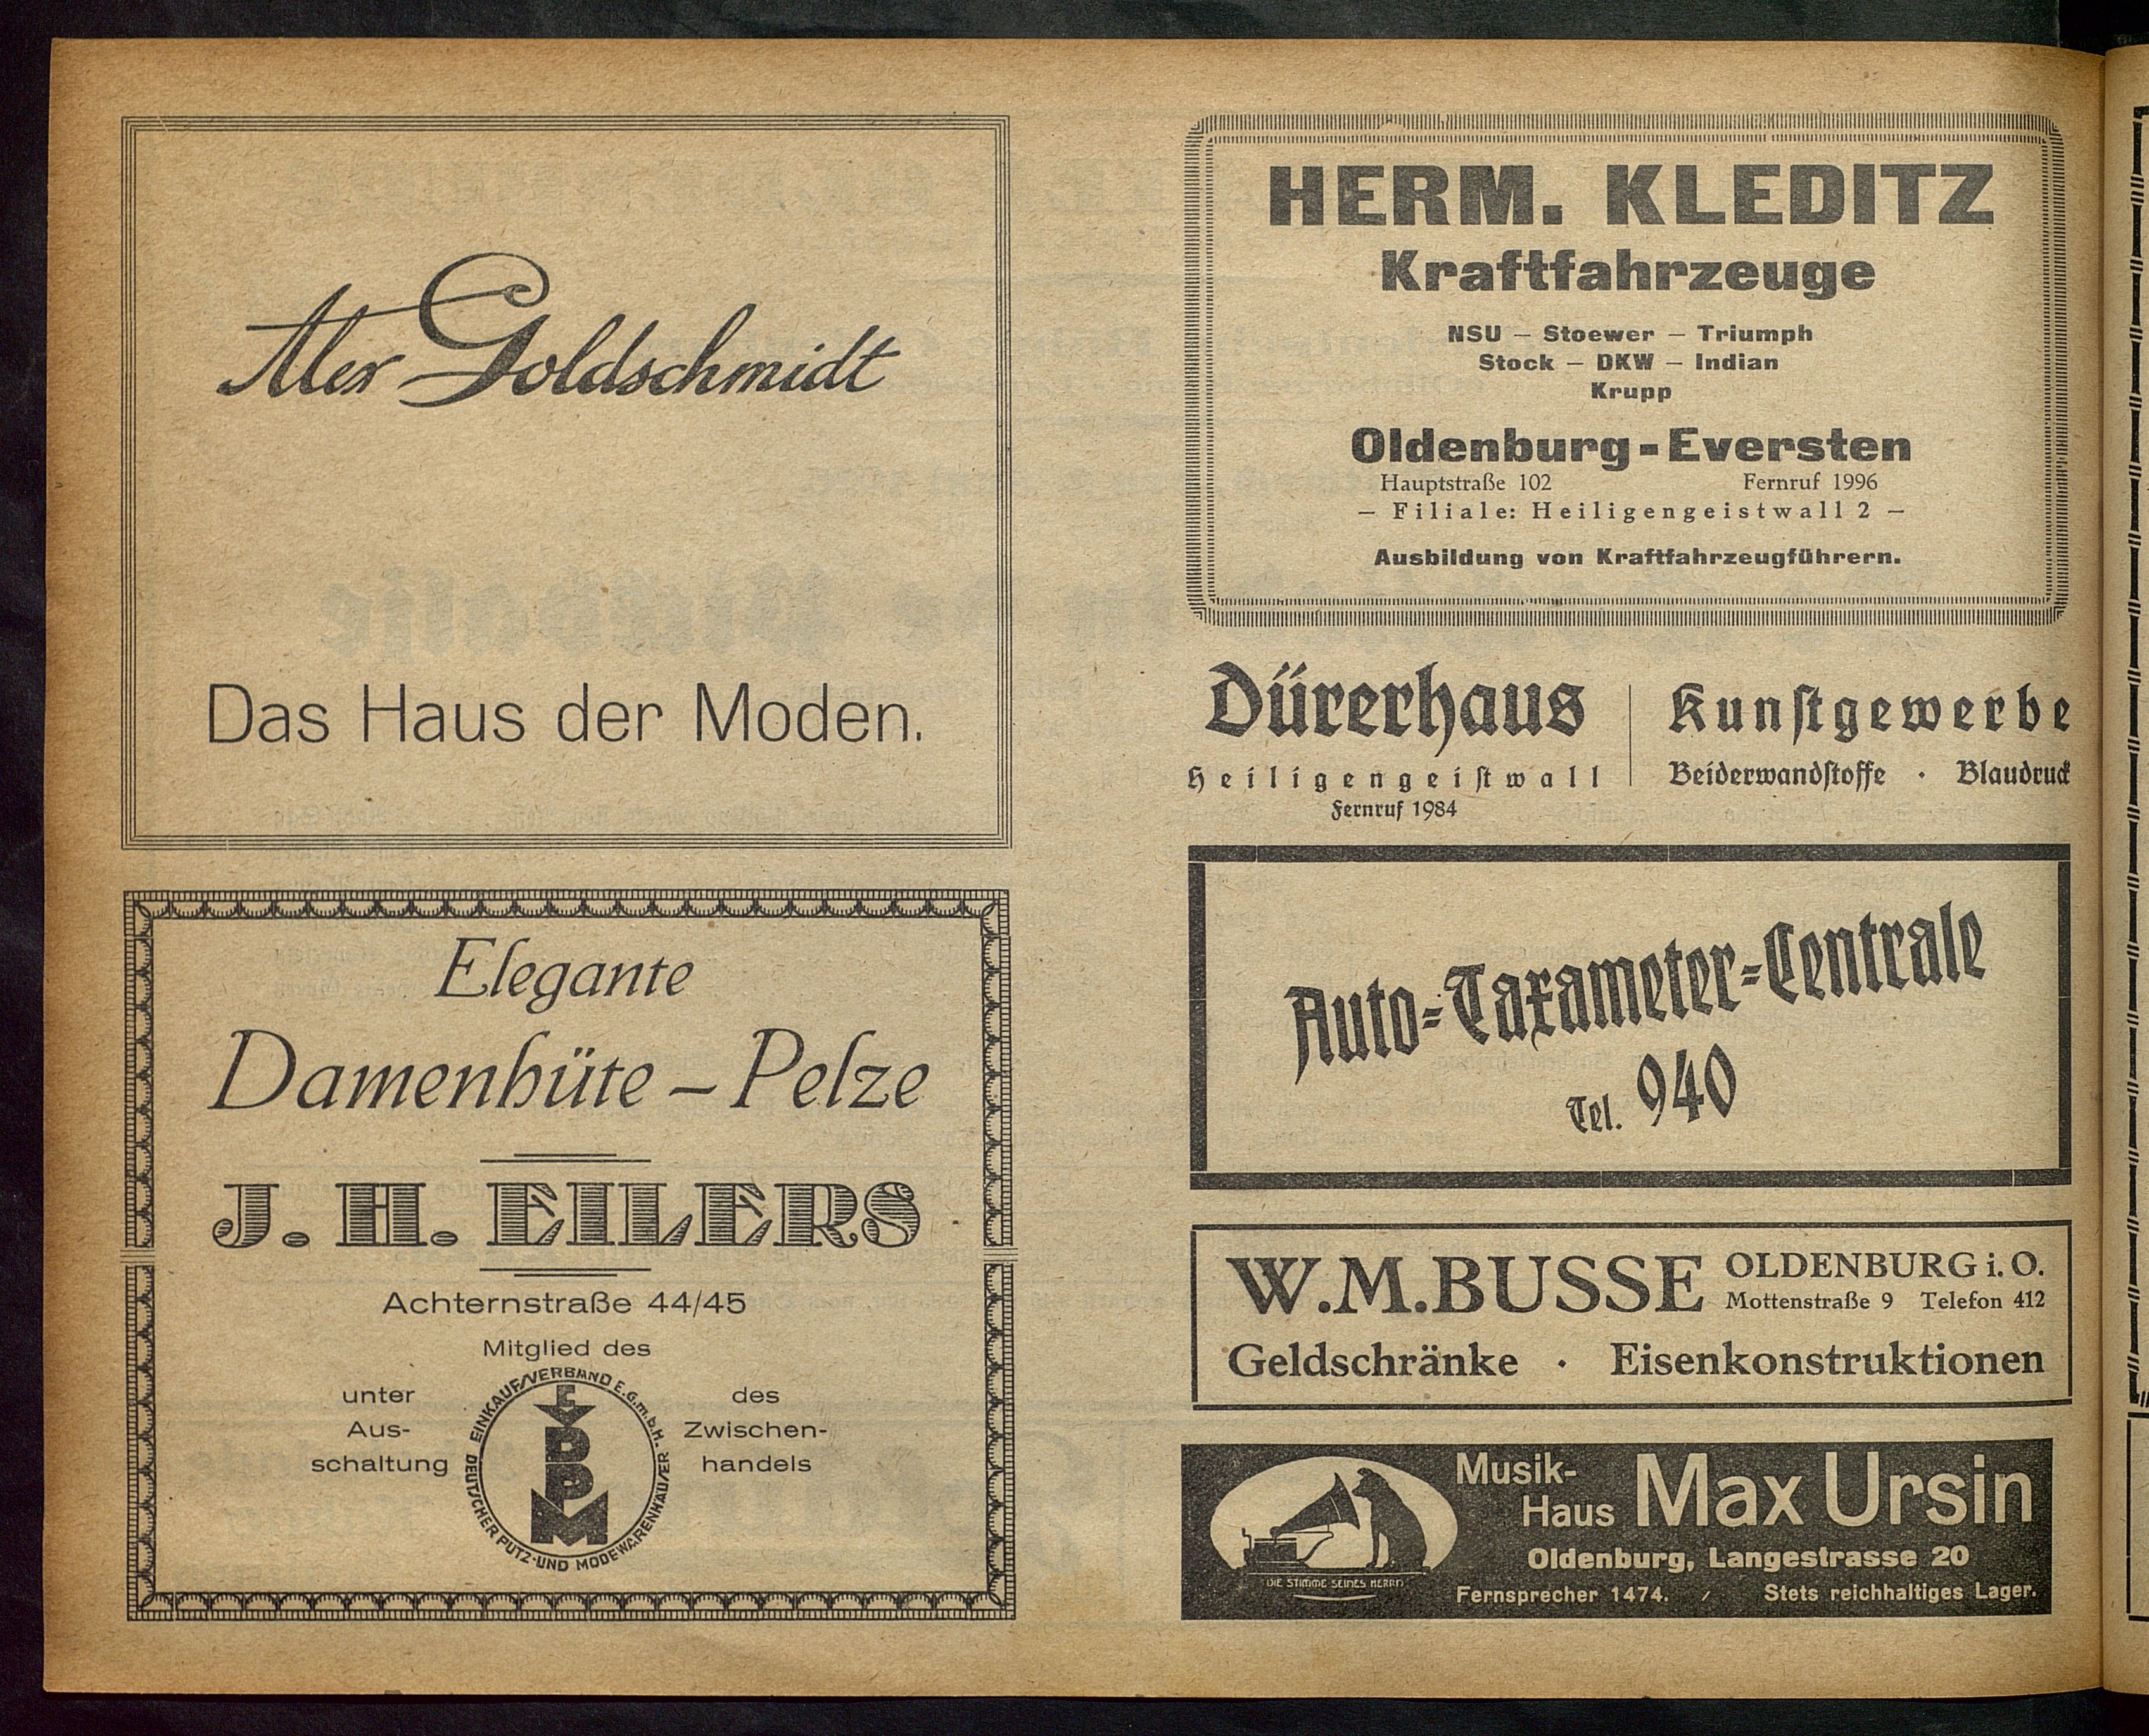 Alex Goldschmidt
Das Haus der Moden.
Elegante
Damenhüte – Pelze
J. H. EILERS
Achternstraße 44/45
Mitglied des
unter
Aus-
schaltung
DEUTSCHER PUTZ- UND MODEWARENHÄUSER EINKAUFSVERBAND E.G.m.b.H.
EV
D
P
M
des
Zwischen-
handels
HERM. KLEDITZ
Kraftfahrzeuge
NSU — Stoewer — Triumph
Stock — DKW — Indian
Krupp
Oldenburg-Eversten
Hauptstraße 102 Fernruf 1996
— Filiale: Heiligengeistwall 2 —
Ausbildung von Kraftfahrzeugführern.
Dürerhaus
Heiligengeiſtwall
Fernruf 1984
Kunſtgewerbe
Beiderwandſtoffe · Blaudruck
Auto-Taxameter-Centrale
Tel. 940
W.M.BUSSE OLDENBURG i. O.
Mottenstraße 9 Telefon 412
Geldschränke · Eisenkonstruktionen
DIE STIMME SEINES HERRN
Musik-
Haus Max Ursin
Oldenburg, Langestrasse 20
Fernsprecher 1474. / Stets reichhaltiges Lager.